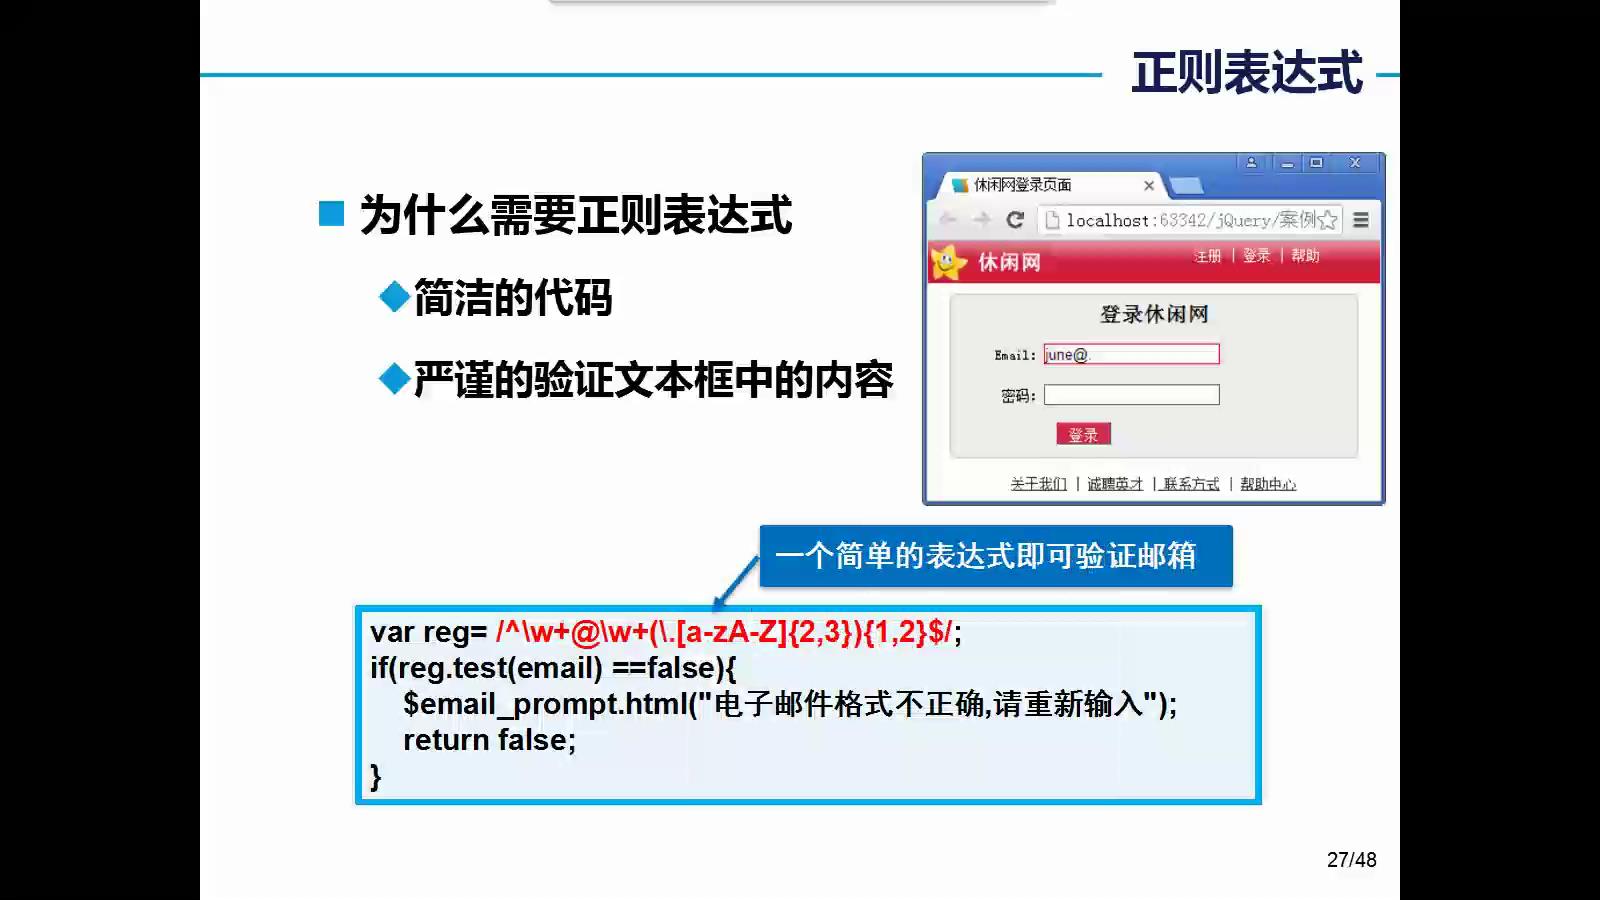 正则表达式
为什么需要正则表达式
简洁的代码
严谨的验证文本框中的内容
休闲网登录页面
localhost:63342/jQuery/案例
休闲网
注册 | 登录 | 帮助
登录休闲网
Email: june@.
密码:
登录
关于我们 | 诚聘英才 | 联系方式 | 帮助中心
一个简单的表达式即可验证邮箱
var reg= /^\w+@\w+(\.[a-zA-Z]{2,3}){1,2}$/;
if(reg.test(email) ==false){
$email_prompt.html("电子邮件格式不正确,请重新输入");
return false;
}
27/48